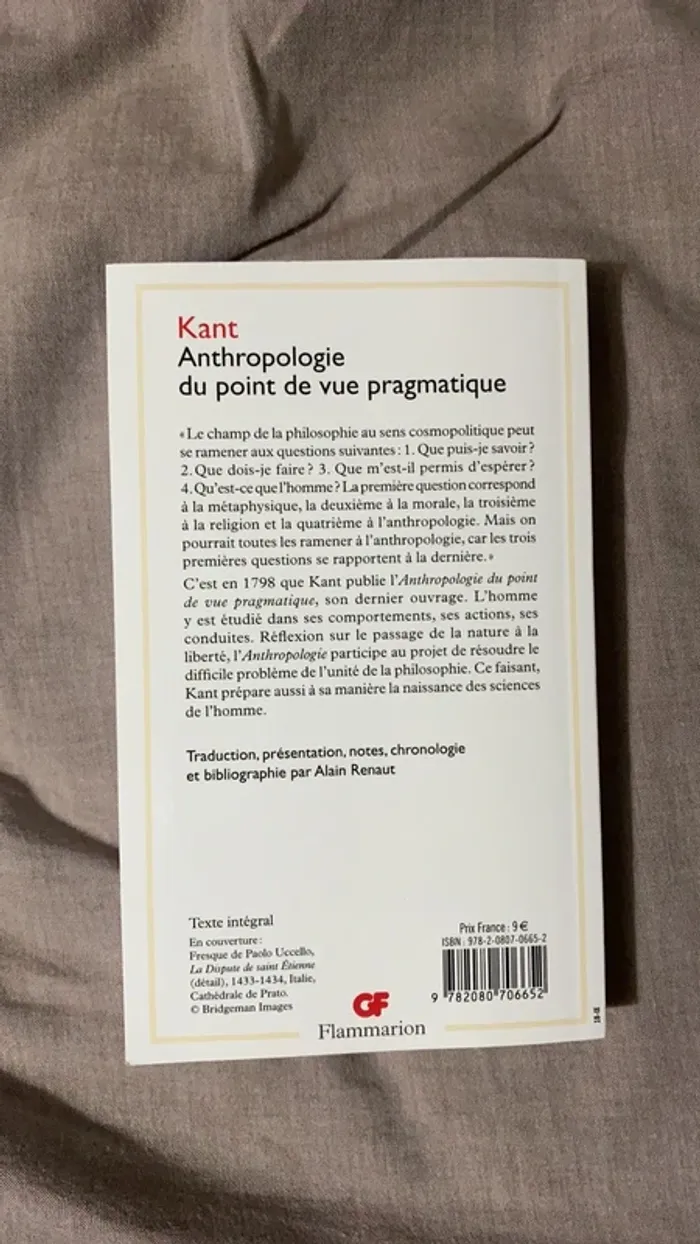 Kant
Anthropologie
du point de vue pragmatique
« Le champ de la philosophie au sens cosmopolitique peut
se ramener aux questions suivantes : 1. Que puis-je savoir ?
2. Que dois-je faire ? 3. Que m'est-il permis d'espérer ?
4. Qu'est-ce que l'homme ? La première question correspond
à la métaphysique, la deuxième à la morale, la troisième
à la religion et la quatrième à l'anthropologie. Mais on
pourrait toutes les ramener à l'anthropologie, car les trois
premières questions se rapportent à la dernière. »
C'est en 1798 que Kant publie l'Anthropologie du point
de vue pragmatique, son dernier ouvrage. L'homme
y est étudié dans ses comportements, ses actions, ses
conduites. Réflexion sur le passage de la nature à la
liberté, l'Anthropologie participe au projet de résoudre le
difficile problème de l'unité de la philosophie. Ce faisant,
Kant prépare aussi à sa manière la naissance des sciences
de l'homme.
Traduction, présentation, notes, chronologie
et bibliographie par Alain Renaut
Texte intégral
En couverture :
Fresque de Paolo Uccello,
La Dispute de saint Étienne
(détail), 1433-1434, Italie,
Cathédrale de Prato.
© Bridgeman Images
GF
Flammarion
Prix France : 9 €
ISBN : 978-2-0807-0665-2
9 782080 706652